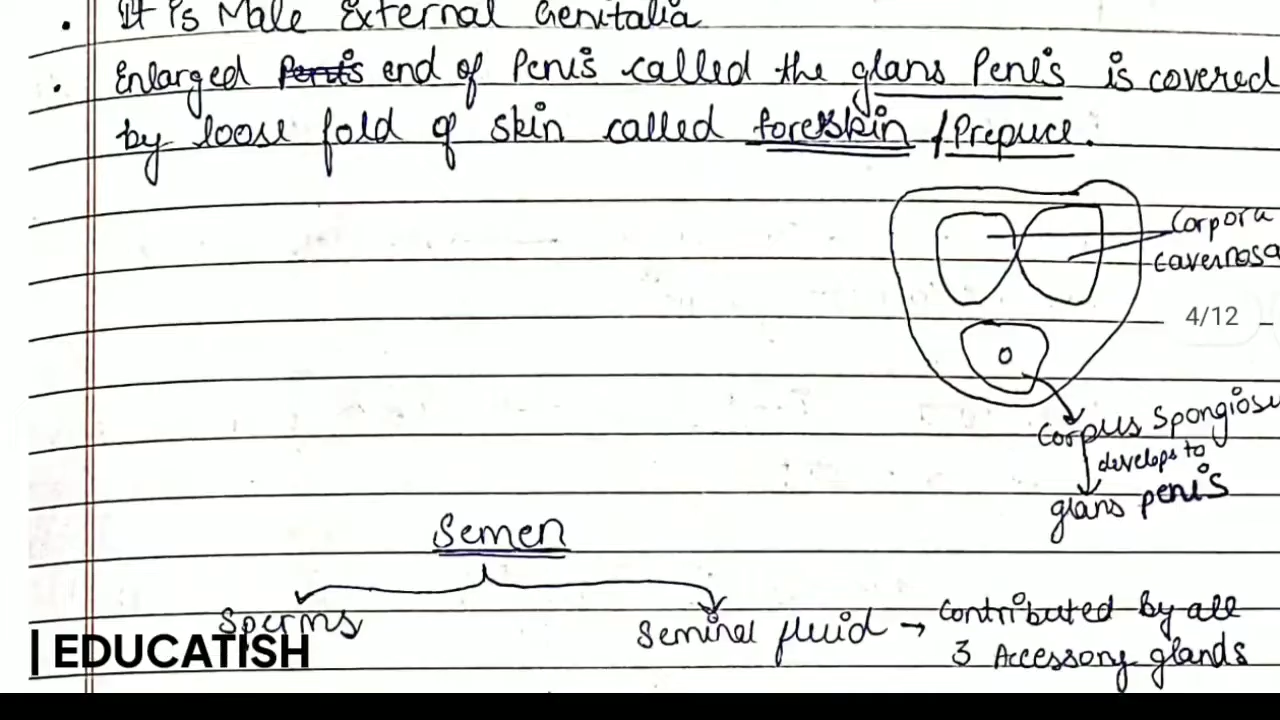 • It is Male External Genitalia
• Enlarged Penis end of Penis called the glans Penis is covered
by loose fold of skin called foreskin / Prepuce.
Corpora
cavernosa
4/12
Corpus Spongiosu
develops to
glans penis
Semen
Sperms
Seminal fluid → contributed by all
3 Accessory glands
| EDUCATISH